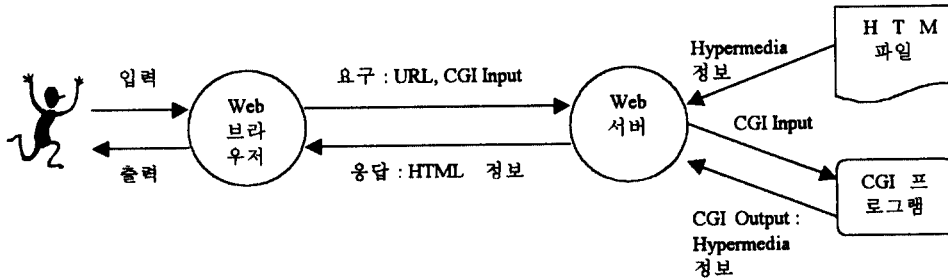 입력
출력
Web
브라
우저
요구 : URL, CGI Input
응답 : HTML 정보
Web
서버
Hypermedia
정보
H T M
파일
CGI Input
CGI 프
로그램
CGI Output :
Hypermedia
정보